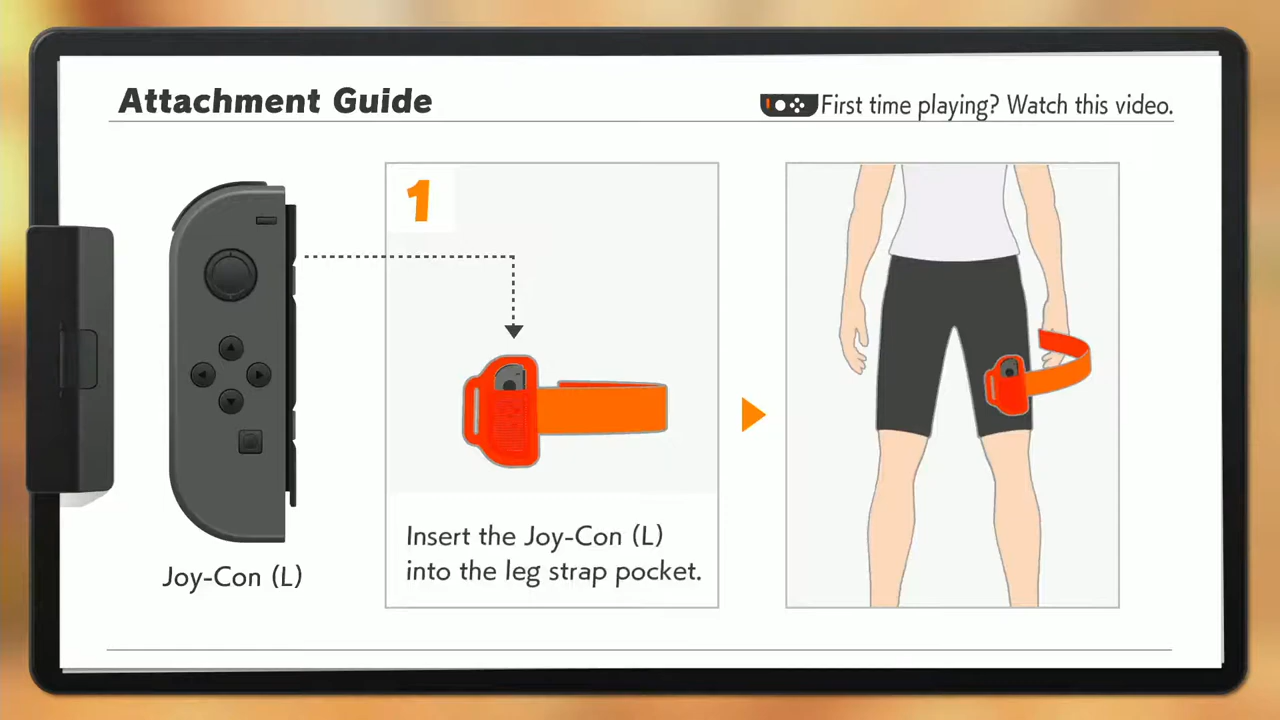 Attachment Guide
First time playing? Watch this video.
1
Insert the Joy-Con (L)
into the leg strap pocket.
Joy-Con (L)